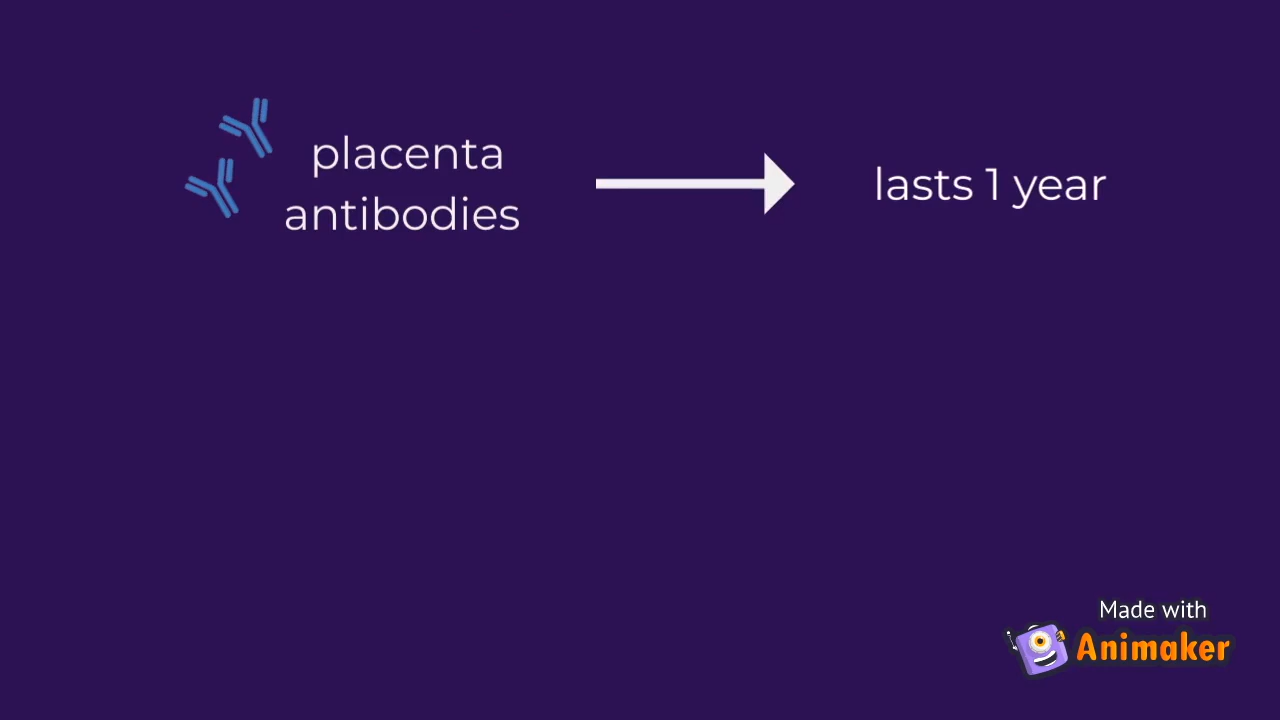 placenta
antibodies
lasts 1 year
Made with
Animaker